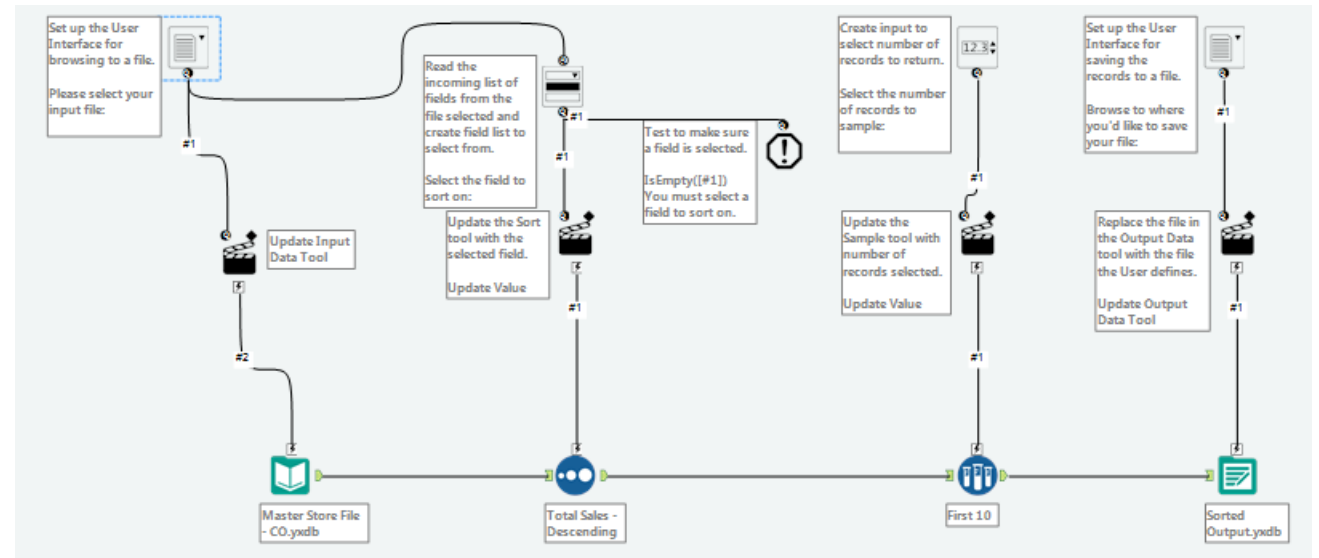 Set up the User
Interface for
browsing to a file.
Please select your
input file:
#1
Update Input
Data Tool
#2
Master Store File
- CO.yxdb
Read the
incoming list of
fields from the
file selected and
create field list to
select from.
Select the field to
sort on:
#1
#1
Test to make sure
a field is selected.
IsEmpty([#1])
You must select a
field to sort on.
Update the Sort
tool with the
selected field.
Update Value
#1
Total Sales -
Descending
Create input to
select number of
records to return.
Select the number
of records to
sample:
12.3
#1
Update the
Sample tool with
number of
records selected.
Update Value
#1
First 10
Set up the User
Interface for
saving the
records to a file.
Browse to where
you'd like to save
your file:
#1
Replace the file in
the Output Data
tool with the file
the User defines.
Update Output
Data Tool
#1
Sorted
Output.yxdb